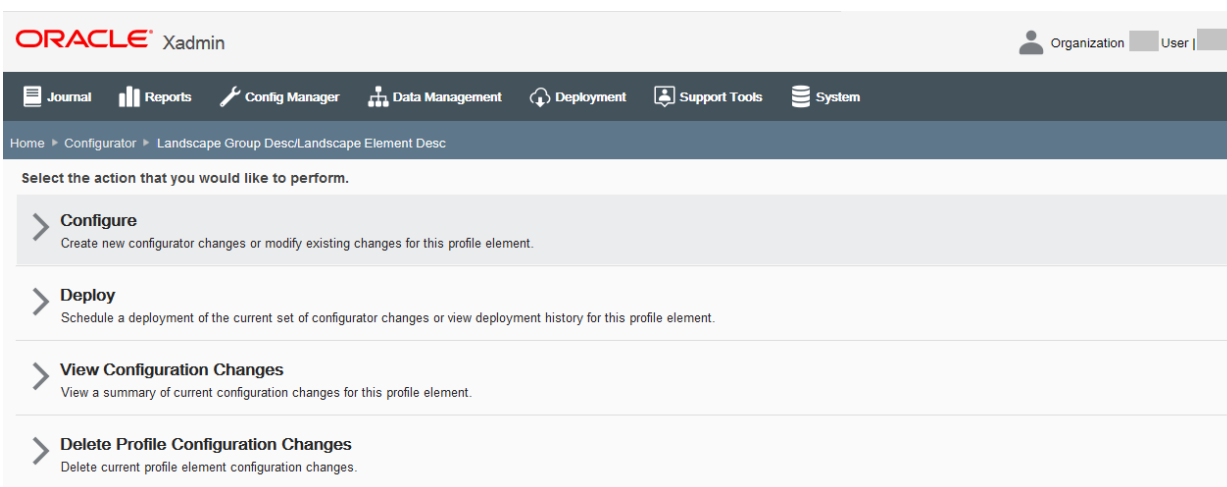 ORACLE Xadmin
Organization User |
Journal Reports Config Manager Data Management Deployment Support Tools System
Home ▶ Configurator ▶ Landscape Group Desc/Landscape Element Desc
Select the action that you would like to perform.
Configure
Create new configurator changes or modify existing changes for this profile element.
Deploy
Schedule a deployment of the current set of configurator changes or view deployment history for this profile element.
View Configuration Changes
View a summary of current configuration changes for this profile element.
Delete Profile Configuration Changes
Delete current profile element configuration changes.